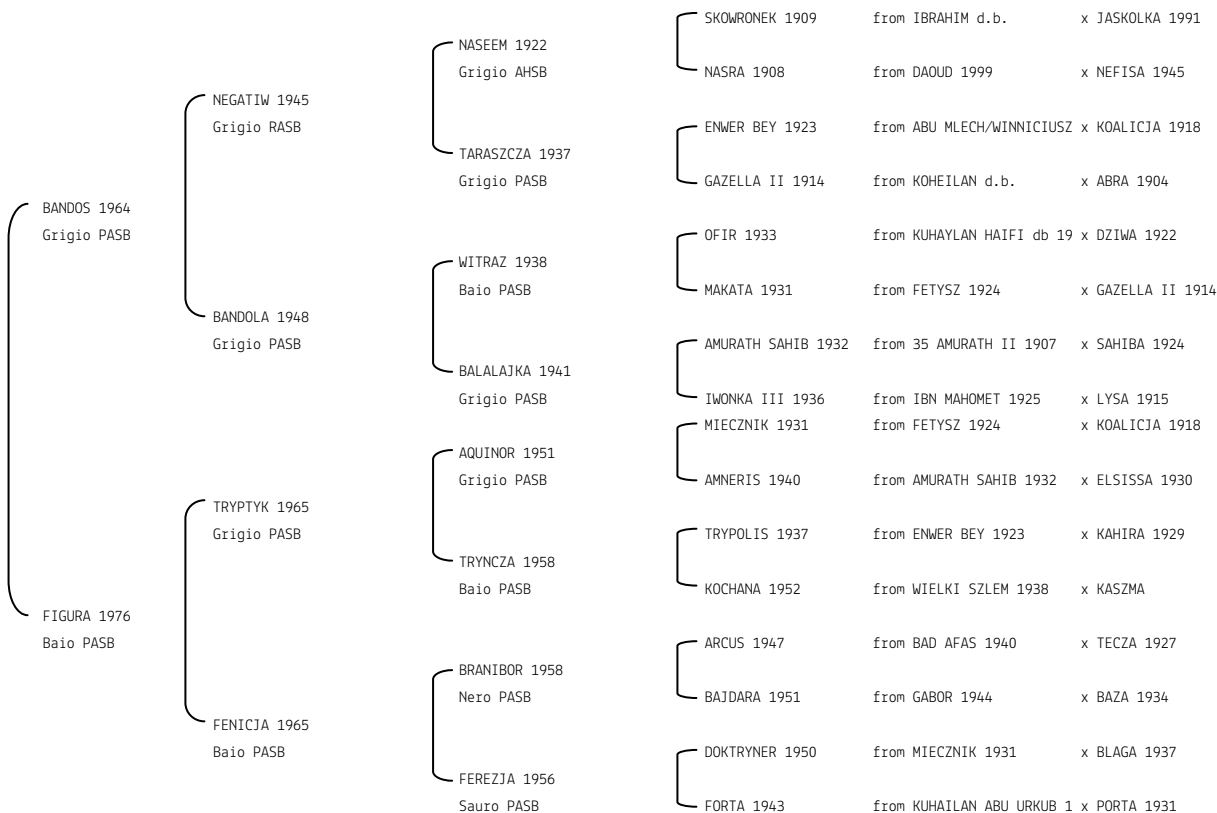 SKOWRONEK 1909 from IBRAHIM d.b. x JASKOLKA 1991
NASEEM 1922
Grigio AHSB
NASRA 1908 from DAOUD 1999 x NEFISA 1945
NEGATIW 1945
Grigio RASB
ENWER BEY 1923 from ABU MLECH/WINNICIUSZ x KOALICJA 1918
TARASZCZA 1937
Grigio PASB
GAZELLA II 1914 from KOHEILAN d.b. x ABRA 1904
BANDOS 1964
Grigio PASB
OFIR 1933 from KUHAYLAN HAIFI db 19 x DZIWA 1922
WITRAZ 1938
Baio PASB
MAKATA 1931 from FETYSZ 1924 x GAZELLA II 1914
BANDOLA 1948
Grigio PASB
AMURATH SAHIB 1932 from 35 AMURATH II 1907 x SAHIBA 1924
BALALAJKA 1941
Grigio PASB
IWONKA III 1936 from IBN MAHOMET 1925 x LYSA 1915
MIECZNIK 1931 from FETYSZ 1924 x KOALICJA 1918
AQUINOR 1951
Grigio PASB
AMNERIS 1940 from AMURATH SAHIB 1932 x ELSISSA 1930
TRYPTYK 1965
Grigio PASB
TRYPOLIS 1937 from ENWER BEY 1923 x KAHIRA 1929
TRYNCZA 1958
Baio PASB
KOCHANA 1952 from WIELKI SZLEM 1938 x KASZMA
FIGURA 1976
Baio PASB
ARCUS 1947 from BAD AFAS 1940 x TECZA 1927
BRANIBOR 1958
Nero PASB
BAJDARA 1951 from GABOR 1944 x BAZA 1934
FENICJA 1965
Baio PASB
DOKTRYNER 1950 from MIECZNIK 1931 x BLAGA 1937
FEREZJA 1956
Sauro PASB
FORTA 1943 from KUHAILAN ABU URKUB 1 x PORTA 1931